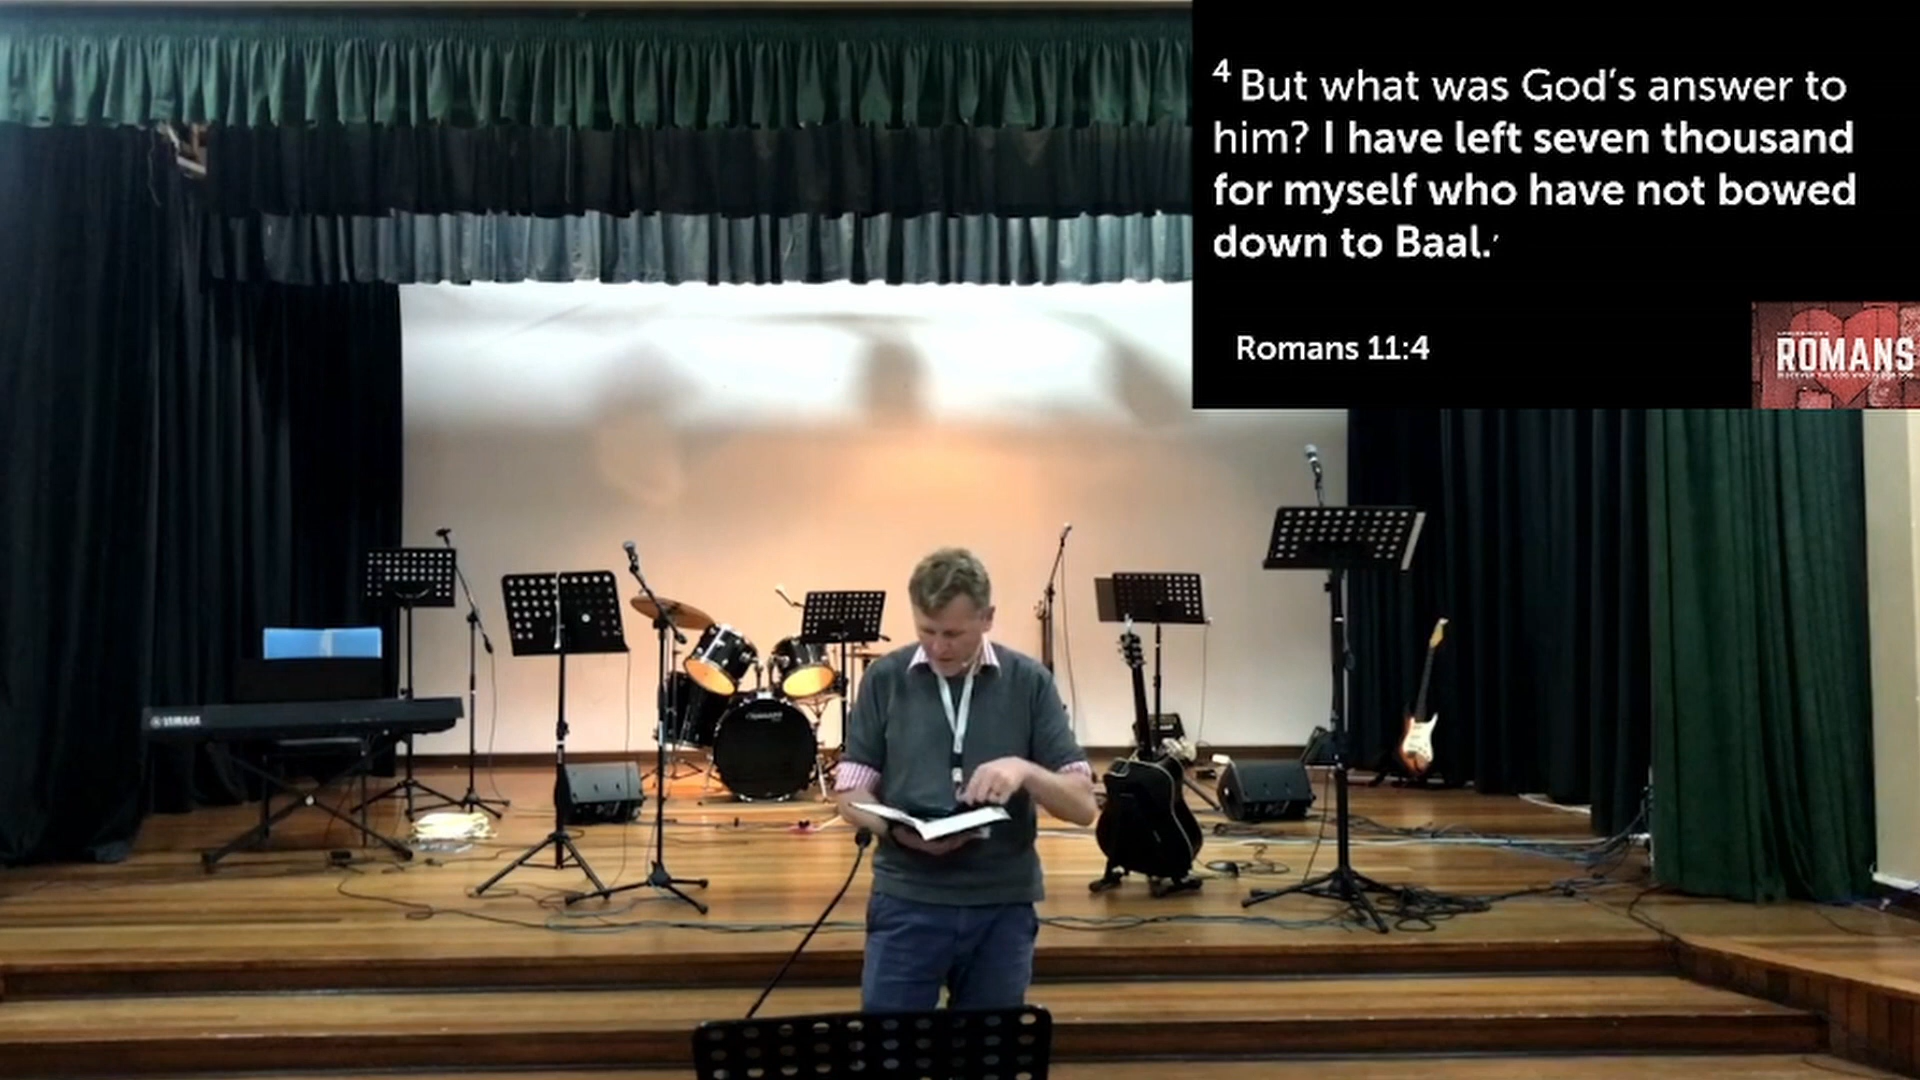 4 But what was God's answer to
him? I have left seven thousand
for myself who have not bowed
down to Baal.’
Romans 11:4
ROMANS
YAMAHA